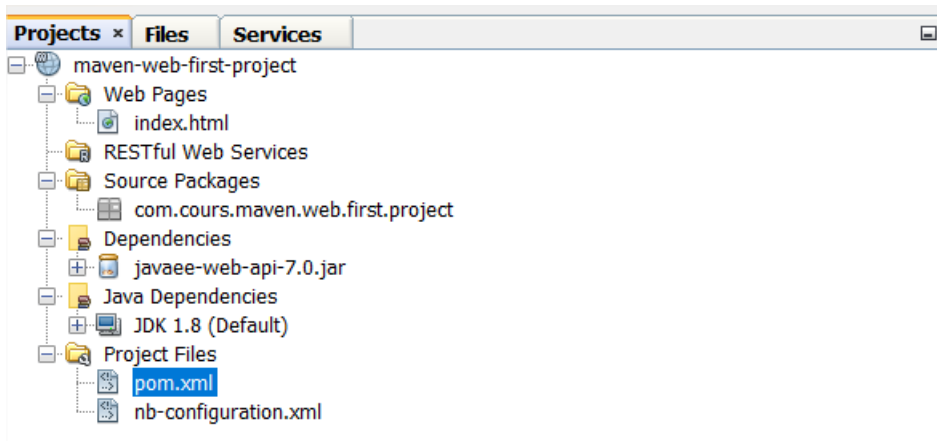 Projects × Files Services
maven-web-first-project
Web Pages
index.html
RESTful Web Services
Source Packages
com.cours.maven.web.first.project
Dependencies
javaee-web-api-7.0.jar
Java Dependencies
JDK 1.8 (Default)
Project Files
pom.xml
nb-configuration.xml